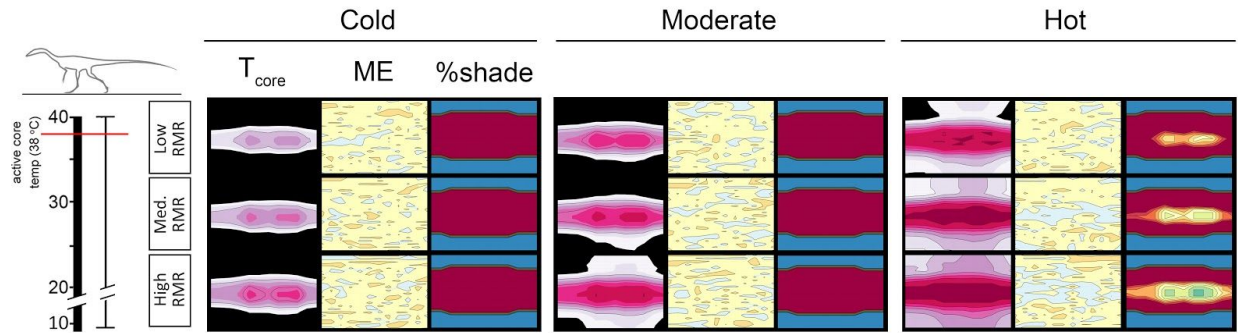 Cold Moderate Hot
T core ME %shade
40
30
20
10
active core
temp (38 °C)
Low
RMR
Med.
RMR
High
RMR